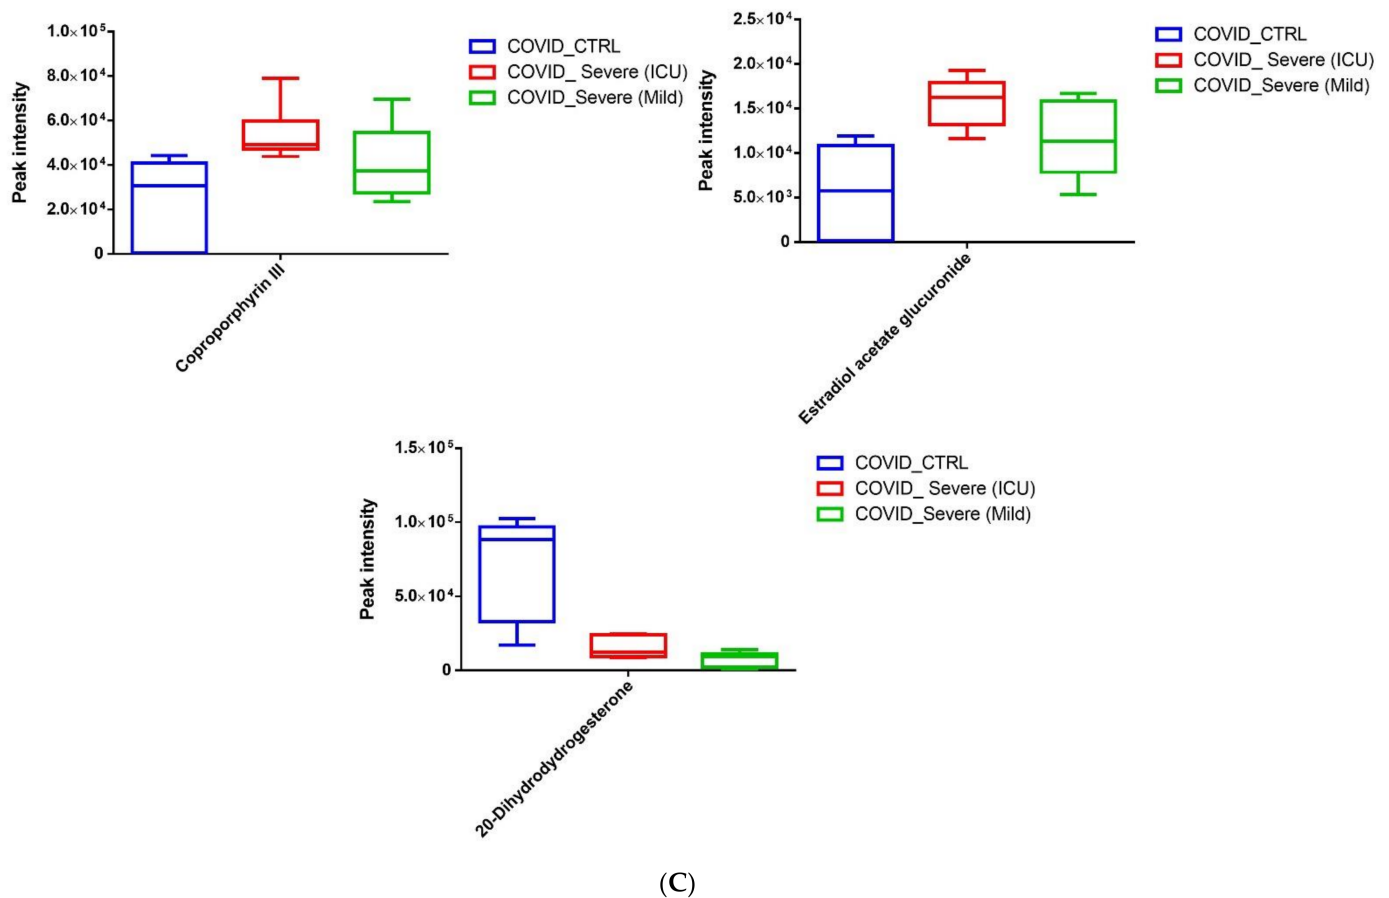 1.0×10⁵
8.0×10⁴
6.0×10⁴
4.0×10⁴
2.0×10⁴
0
Peak intensity
Coproporphyrin III
COVID_CTRL
COVID_ Severe (ICU)
COVID_Severe (Mild)
2.5×10⁴
2.0×10⁴
1.5×10⁴
1.0×10⁴
5.0×10³
0
Peak intensity
Estradiol acetate glucuronide
COVID_CTRL
COVID_ Severe (ICU)
COVID_Severe (Mild)
1.5×10⁵
1.0×10⁵
5.0×10⁴
0
Peak intensity
20-Dihydrodydrogesterone
COVID_CTRL
COVID_ Severe (ICU)
COVID_Severe (Mild)
(C)